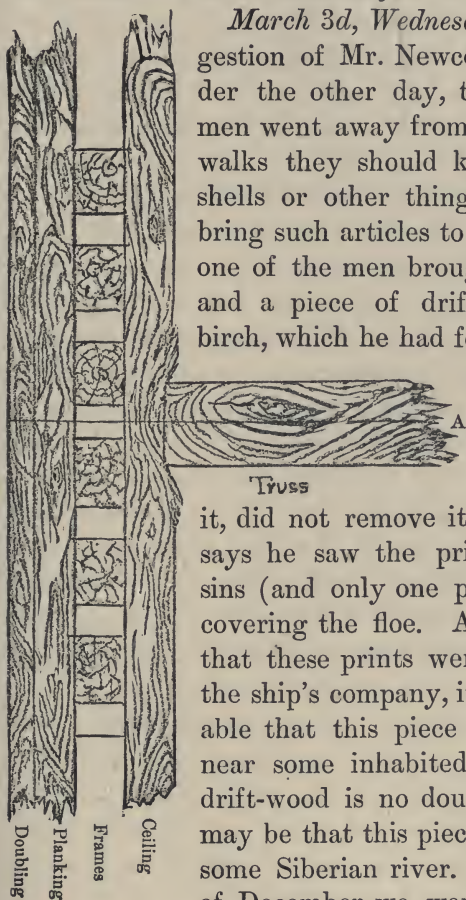 March 3d, Wednes
gestion of Mr. Newc
der the other day, t
men went away from
walks they should k
shells or other thing
bring such articles to
one of the men brou
and a piece of drif
birch, which he had f
A
Truss
it, did not remove it
says he saw the pri
sins (and only one p
covering the floe. A
that these prints wer
the ship's company, i
able that this piece
near some inhabited
drift-wood is no dou
may be that this piec
some Siberian river.
of December we wer
Doubling
Planking
Frames
Ceiling